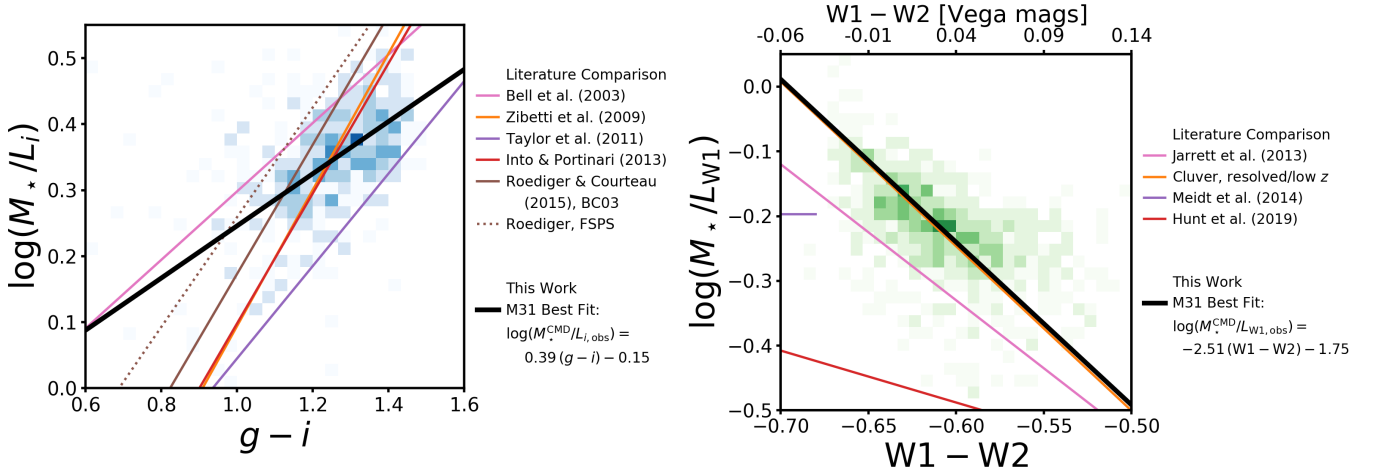 0.5
0.4
0.3
0.2
0.1
0.0
log(M⋆/Li)
0.6 0.8 1.0 1.2 1.4 1.6
g − i
Literature Comparison
Bell et al. (2003)
Zibetti et al. (2009)
Taylor et al. (2011)
Into & Portinari (2013)
Roediger & Courteau
(2015), BC03
Roediger, FSPS
This Work
M31 Best Fit:
log(M⋆^CMD/L_i,obs) =
0.39 (g − i) − 0.15
W1 − W2 [Vega mags]
-0.06 -0.01 0.04 0.09 0.14
0.0
−0.1
−0.2
−0.3
−0.4
−0.5
log(M⋆/L_W1)
−0.70 −0.65 −0.60 −0.55 −0.50
W1 − W2
Literature Comparison
Jarrett et al. (2013)
Cluver, resolved/low z
Meidt et al. (2014)
Hunt et al. (2019)
This Work
M31 Best Fit:
log(M⋆^CMD/L_W1,obs) =
−2.51 (W1 − W2) − 1.75